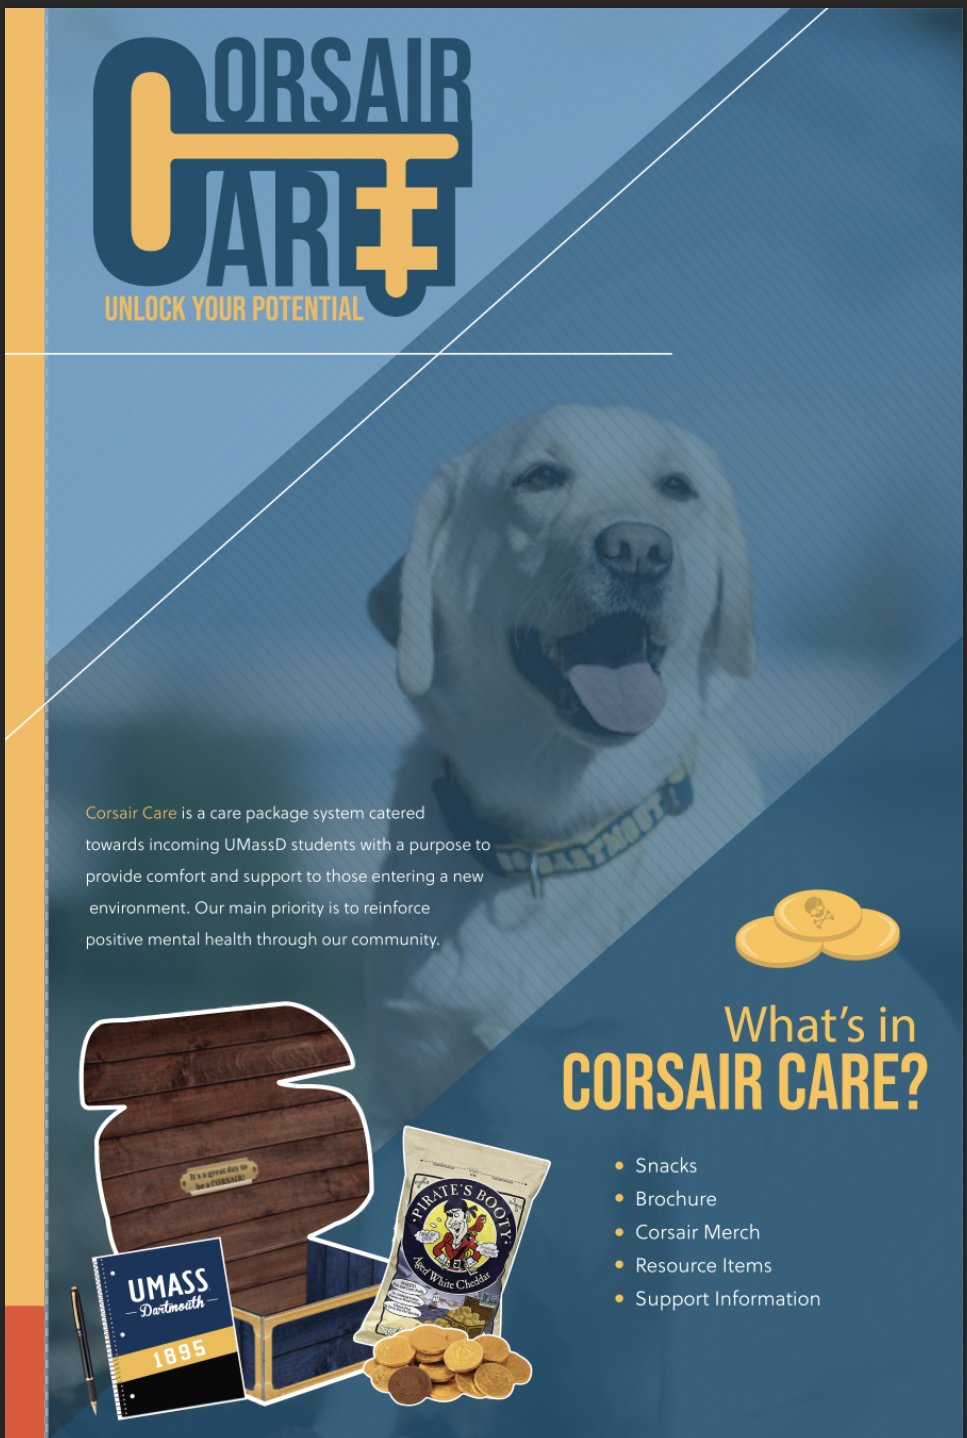 CORSAIR
CARE
UNLOCK YOUR POTENTIAL
Corsair Care is a care package system catered
towards incoming UMassD students with a purpose to
provide comfort and support to those entering a new
environment. Our main priority is to reinforce
positive mental health through our community.
What's in
CORSAIR CARE?
Snacks
Brochure
Corsair Merch
Resource Items
Support Information
It's a great day to
be a CORSAIR!
UMASS
Dartmouth
1895
PIRATE'S BOOTY
Aged White Cheddar
DARTMOUTH